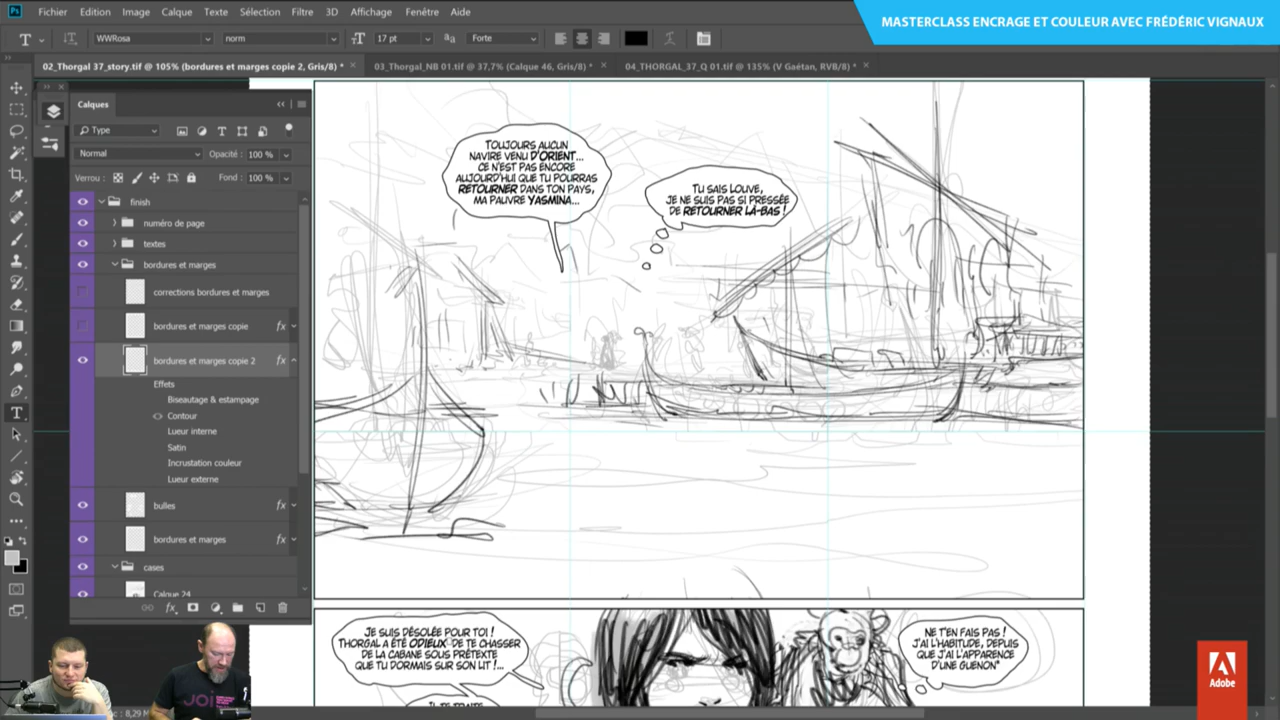 Ps Fichier Edition Image Calque Texte Sélection Filtre 3D Affichage Fenêtre Aide
MASTERCLASS ENCRAGE ET COULEUR AVEC FRÉDÉRIC VIGNAUX
T WWRosa norm 17 pt aa Forte
02_Thorgal 37_story.tif @ 105% (bordures et marges copie 2, Gris/8) * 03_Thorgal_NB 01.tif @ 37,7% (Calque 46, Gris/8) * 04_THORGAL_37_Q 01.tif @ 135% (V Gaétan, RVB/8) *
Calques
Type
Normal Opacité : 100 %
Verrou : Fond : 100 %
finish
numéro de page
textes
bordures et marges
corrections bordures et marges
bordures et marges copie fx
bordures et marges copie 2 fx
Effets
Biseautage & estampage
Contour
Lueur interne
Satin
Incrustation couleur
Lueur externe
bulles fx
bordures et marges fx
cases
Calque 24
TOUJOURS AUCUN
NAVIRE VENU D'ORIENT...
CE N'EST PAS ENCORE
AUJOURD'HUI QUE TU POURRAS
RETOURNER DANS TON PAYS,
MA PAUVRE YASMINA...
TU SAIS LOUVE,
JE NE SUIS PAS SI PRESSÉE
DE RETOURNER LÀ-BAS !
JE SUIS DÉSOLÉE POUR TOI !
THORGAL A ÉTÉ ODIEUX DE TE CHASSER
DE LA CABANE SOUS PRÉTEXTE
QUE TU DORMAIS SUR SON LIT !...
NE T'EN FAIS PAS !
J'AI L'HABITUDE, DEPUIS
QUE J'AI L'APPARENCE
D'UNE GUENON*
JOI
Adobe